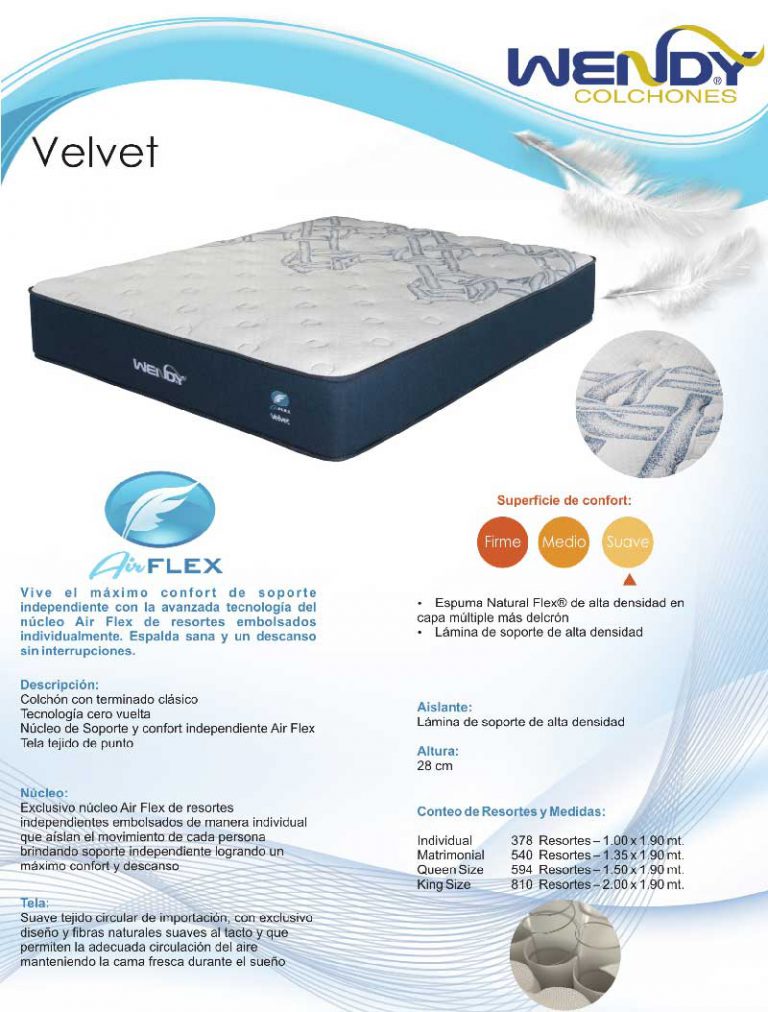 WENDY®
COLCHONES
Velvet
WENDY®
AirFLEX
Velvet
AirFLEX
Vive el máximo confort de soporte
independiente con la avanzada tecnología del
núcleo Air Flex de resortes embolsados
individualmente. Espalda sana y un descanso
sin interrupciones.
Descripción:
Colchón con terminado clásico
Tecnología cero vuelta
Núcleo de Soporte y confort independiente Air Flex
Tela tejido de punto
Núcleo:
Exclusivo núcleo Air Flex de resortes
independientes embolsados de manera individual
que aíslan el movimiento de cada persona
brindando soporte independiente logrando un
máximo confort y descanso
Tela:
Suave tejido circular de importación, con exclusivo
diseño y fibras naturales suaves al tacto y que
permiten la adecuada circulación del aire
manteniendo la cama fresca durante el sueño
Superficie de confort:
Firme Medio Suave
• Espuma Natural Flex® de alta densidad en
capa múltiple más delcrón
• Lámina de soporte de alta densidad
Aislante:
Lámina de soporte de alta densidad
Altura:
28 cm
Conteo de Resortes y Medidas:
Individual 378 Resortes – 1.00 x 1.90 mt.
Matrimonial 540 Resortes – 1.35 x 1.90 mt.
Queen Size 594 Resortes – 1.50 x 1.90 mt.
King Size 810 Resortes – 2.00 x 1.90 mt.